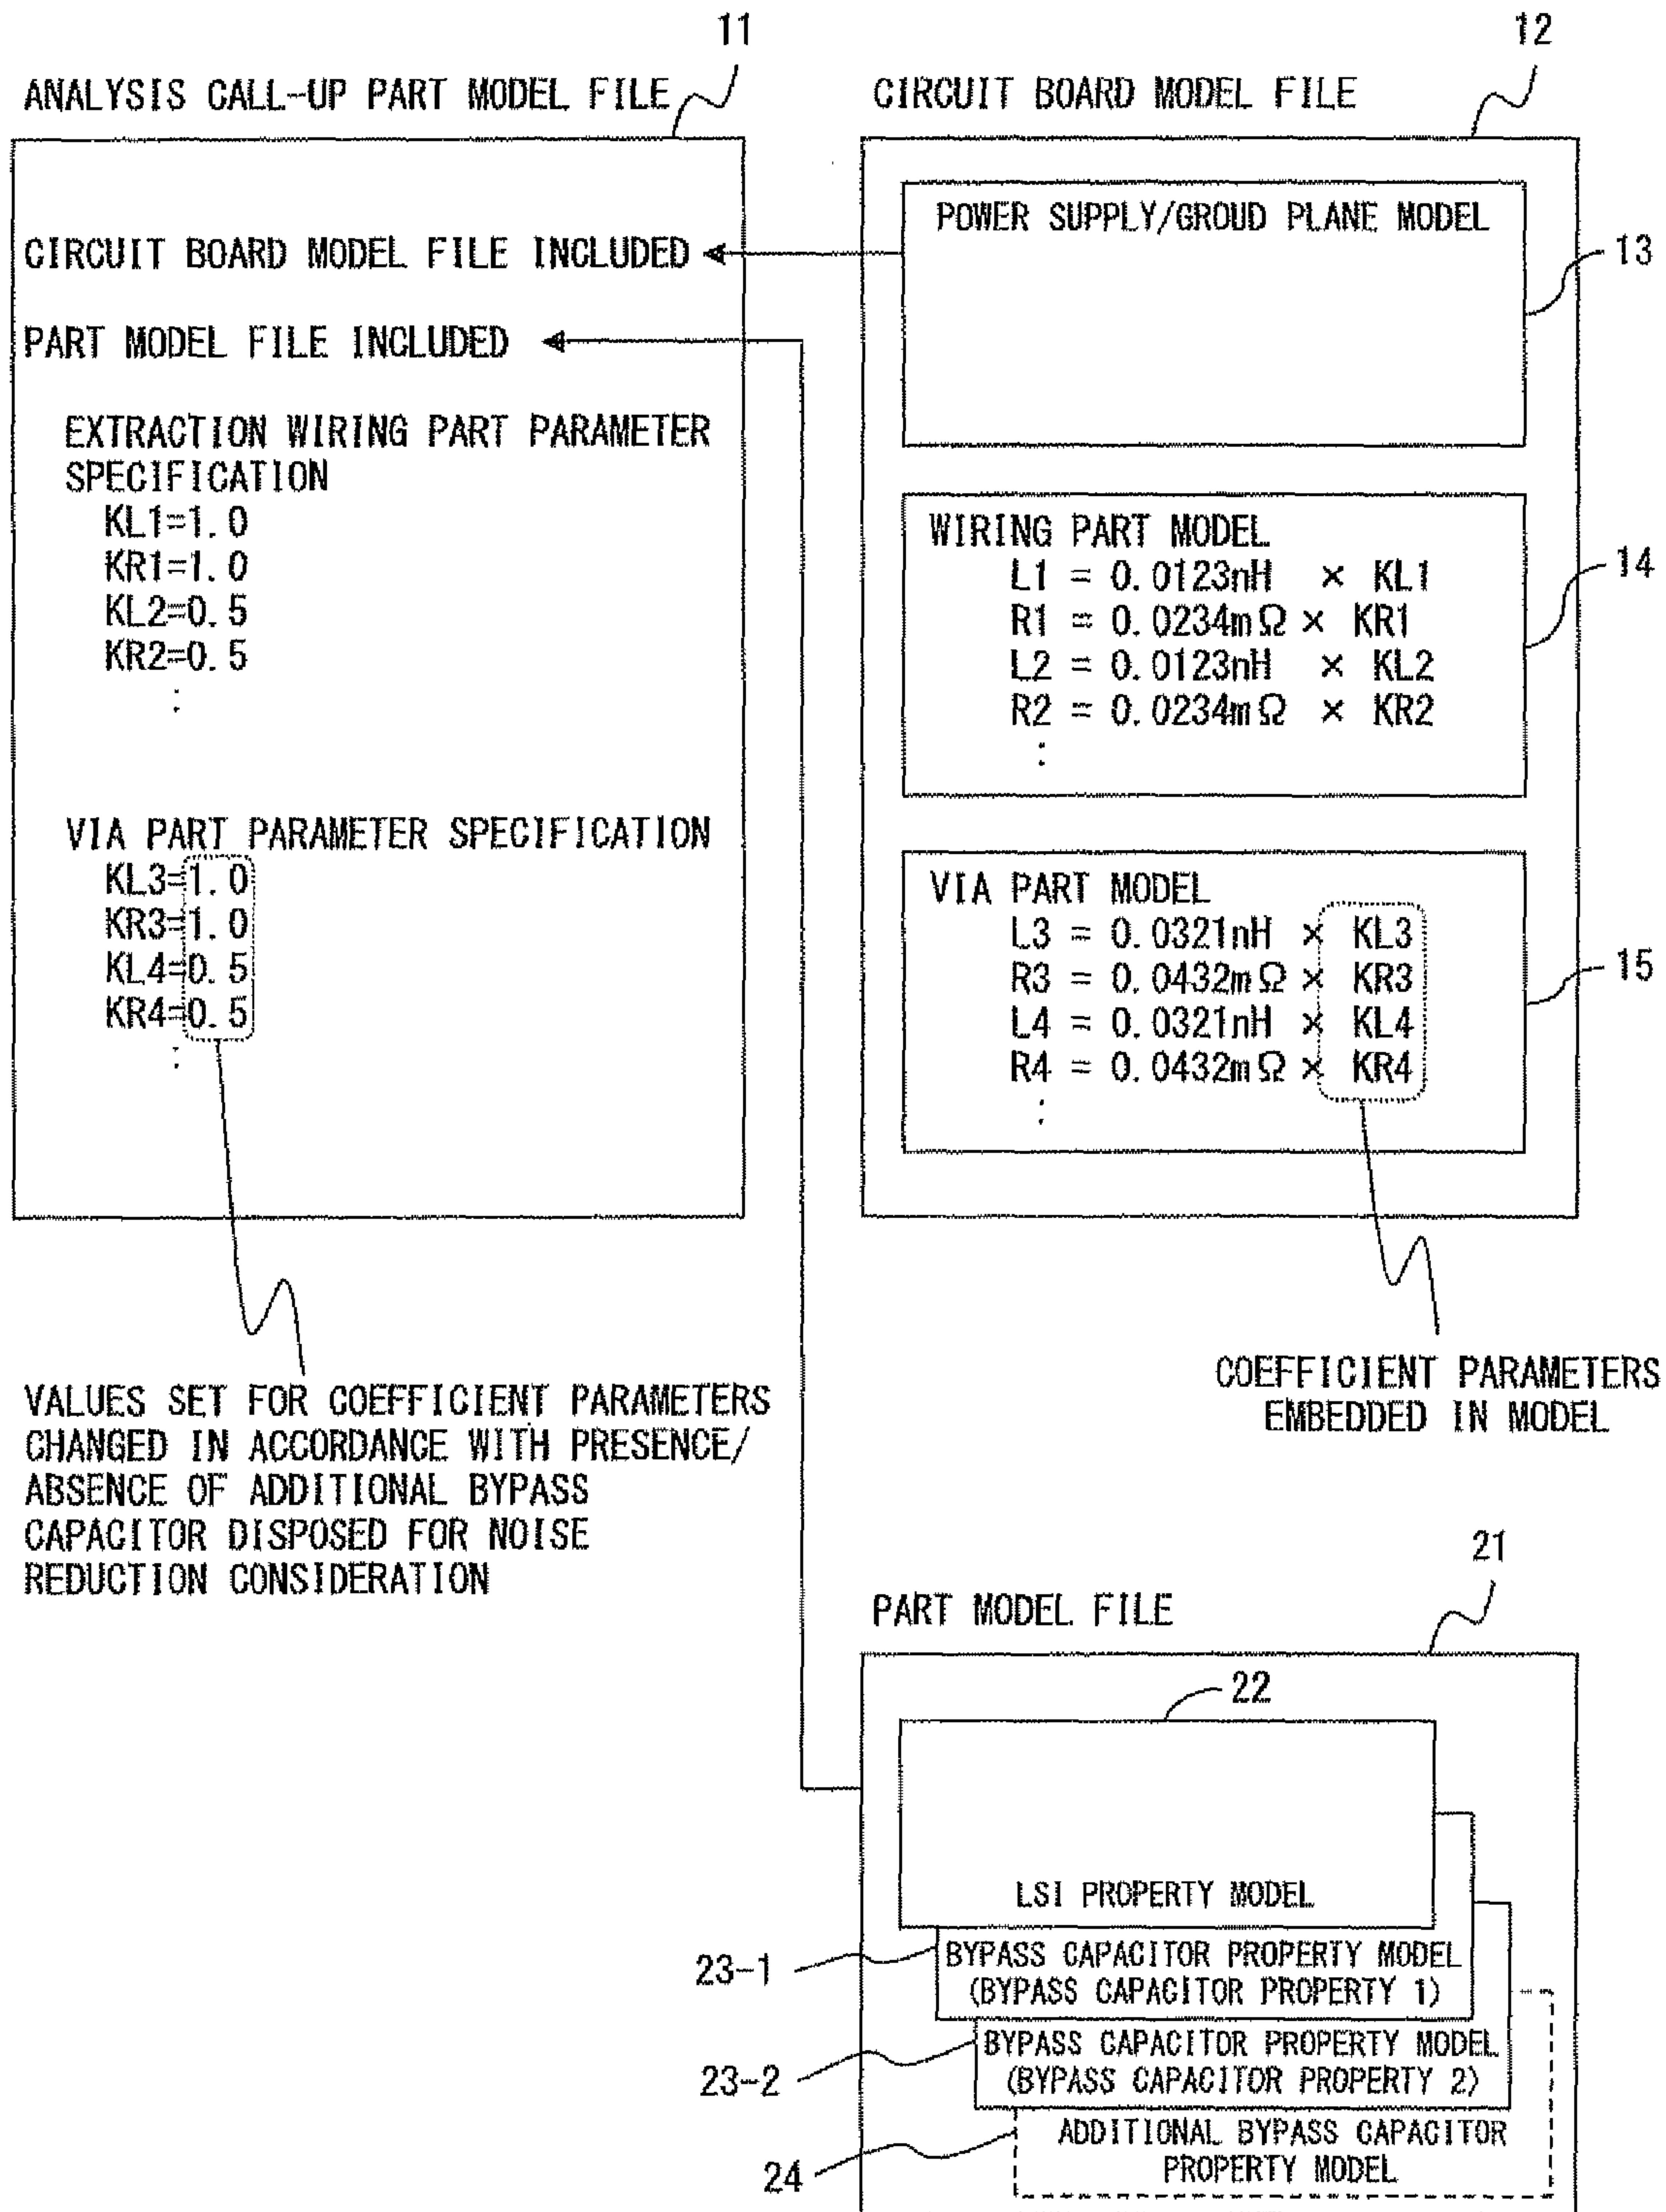 11
ANALYSIS CALL-UP PART MODEL FILE
CIRCUIT BOARD MODEL FILE INCLUDED
PART MODEL FILE INCLUDED
EXTRACTION WIRING PART PARAMETER
SPECIFICATION
KL1=1.0
KR1=1.0
KL2=0.5
KR2=0.5
:
VIA PART PARAMETER SPECIFICATION
KL3=1.0
KR3=1.0
KL4=0.5
KR4=0.5
:
VALUES SET FOR COEFFICIENT PARAMETERS
CHANGED IN ACCORDANCE WITH PRESENCE/
ABSENCE OF ADDITIONAL BYPASS
CAPACITOR DISPOSED FOR NOISE
REDUCTION CONSIDERATION
12
CIRCUIT BOARD MODEL FILE
POWER SUPPLY/GROUD PLANE MODEL
13
WIRING PART MODEL
L1 = 0.0123nH × KL1
R1 = 0.0234mΩ × KR1
L2 = 0.0123nH × KL2
R2 = 0.0234mΩ × KR2
:
14
VIA PART MODEL
L3 = 0.0321nH × KL3
R3 = 0.0432mΩ × KR3
L4 = 0.0321nH × KL4
R4 = 0.0432mΩ × KR4
:
15
COEFFICIENT PARAMETERS
EMBEDDED IN MODEL
21
PART MODEL FILE
22
LSI PROPERTY MODEL
23-1
BYPASS CAPACITOR PROPERTY MODEL
(BYPASS CAPACITOR PROPERTY 1)
23-2
BYPASS CAPACITOR PROPERTY MODEL
(BYPASS CAPACITOR PROPERTY 2)
24
ADDITIONAL BYPASS CAPACITOR
PROPERTY MODEL